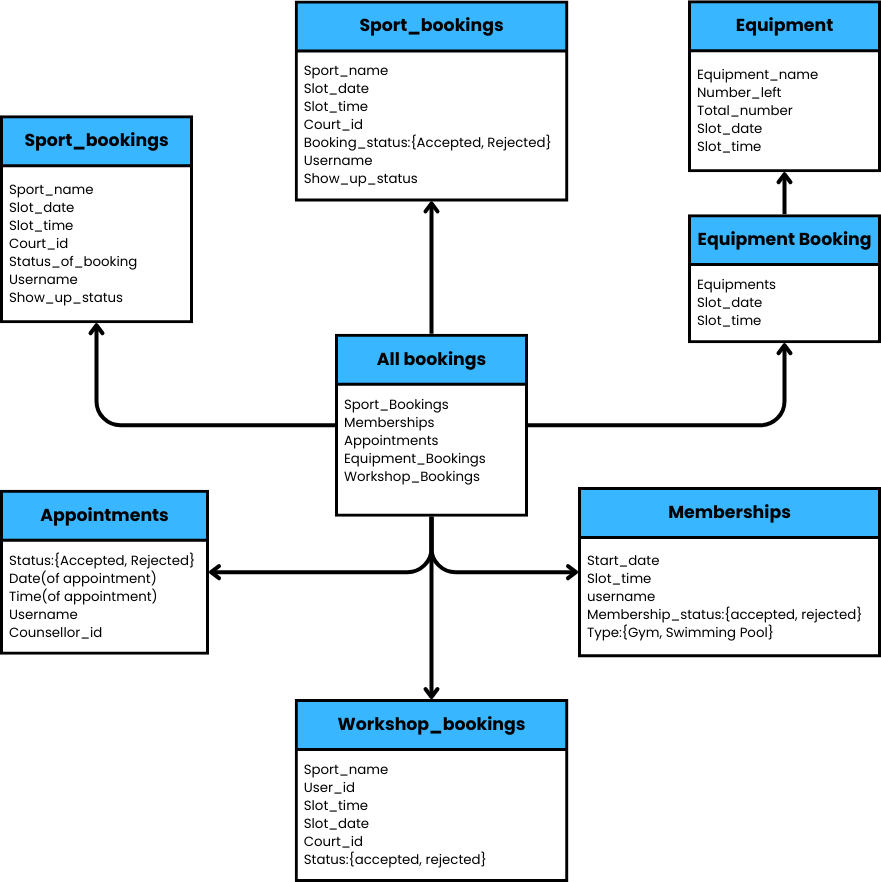 Sport_bookings
Sport_name
Slot_date
Slot_time
Court_id
Booking_status:{Accepted, Rejected}
Username
Show_up_status
Equipment
Equipment_name
Number_left
Total_number
Slot_date
Slot_time
Sport_bookings
Sport_name
Slot_date
Slot_time
Court_id
Status_of_booking
Username
Show_up_status
Equipment Booking
Equipments
Slot_date
Slot_time
All bookings
Sport_Bookings
Memberships
Appointments
Equipment_Bookings
Workshop_Bookings
Appointments
Status:{Accepted, Rejected}
Date(of appointment)
Time(of appointment)
Username
Counsellor_id
Memberships
Start_date
Slot_time
username
Membership_status:{accepted, rejected}
Type:{Gym, Swimming Pool}
Workshop_bookings
Sport_name
User_id
Slot_time
Slot_date
Court_id
Status:{accepted, rejected}